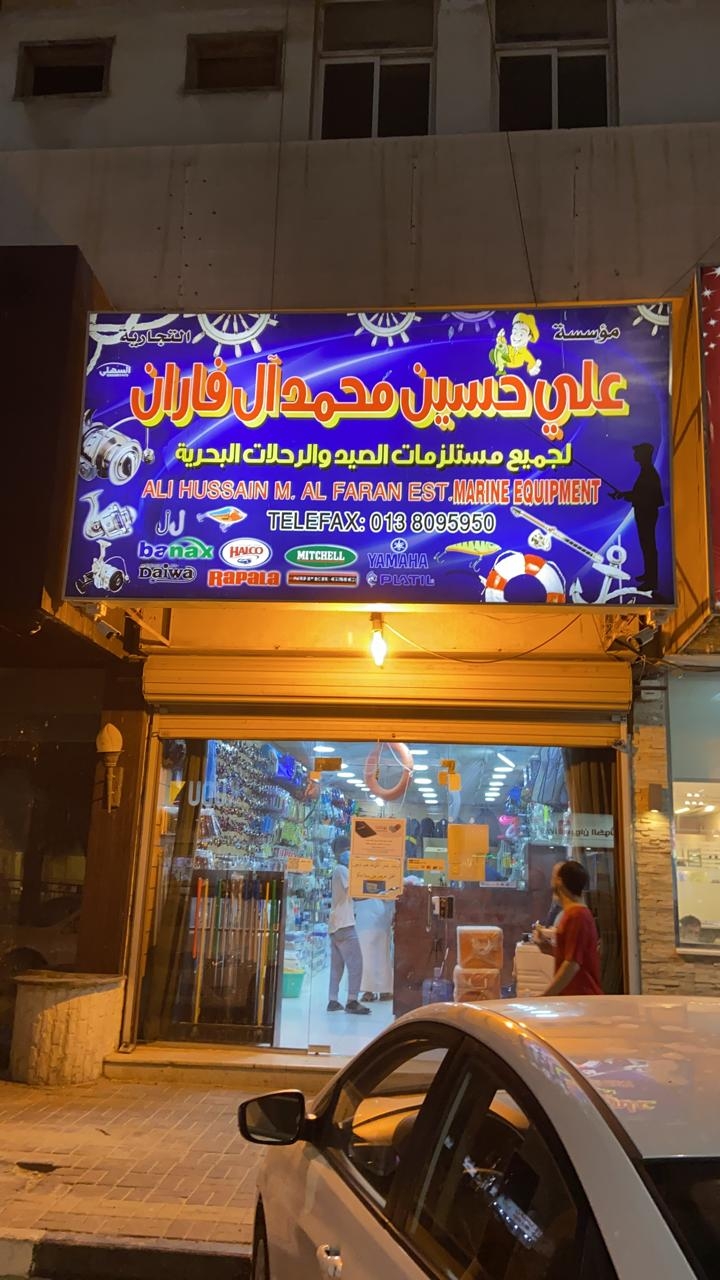 مؤسسة
التجارية
السهلي
علي حسين محمد آل فاران
لجميع مستلزمات الصيد والرحلات البحرية
ALI HUSSAIN M. AL FARAN EST. MARINE EQUIPMENT
TELEFAX: 013 8095950
banax
HALCO
MITCHELL
YAMAHA
Daiwa
Rapala
PLATIL